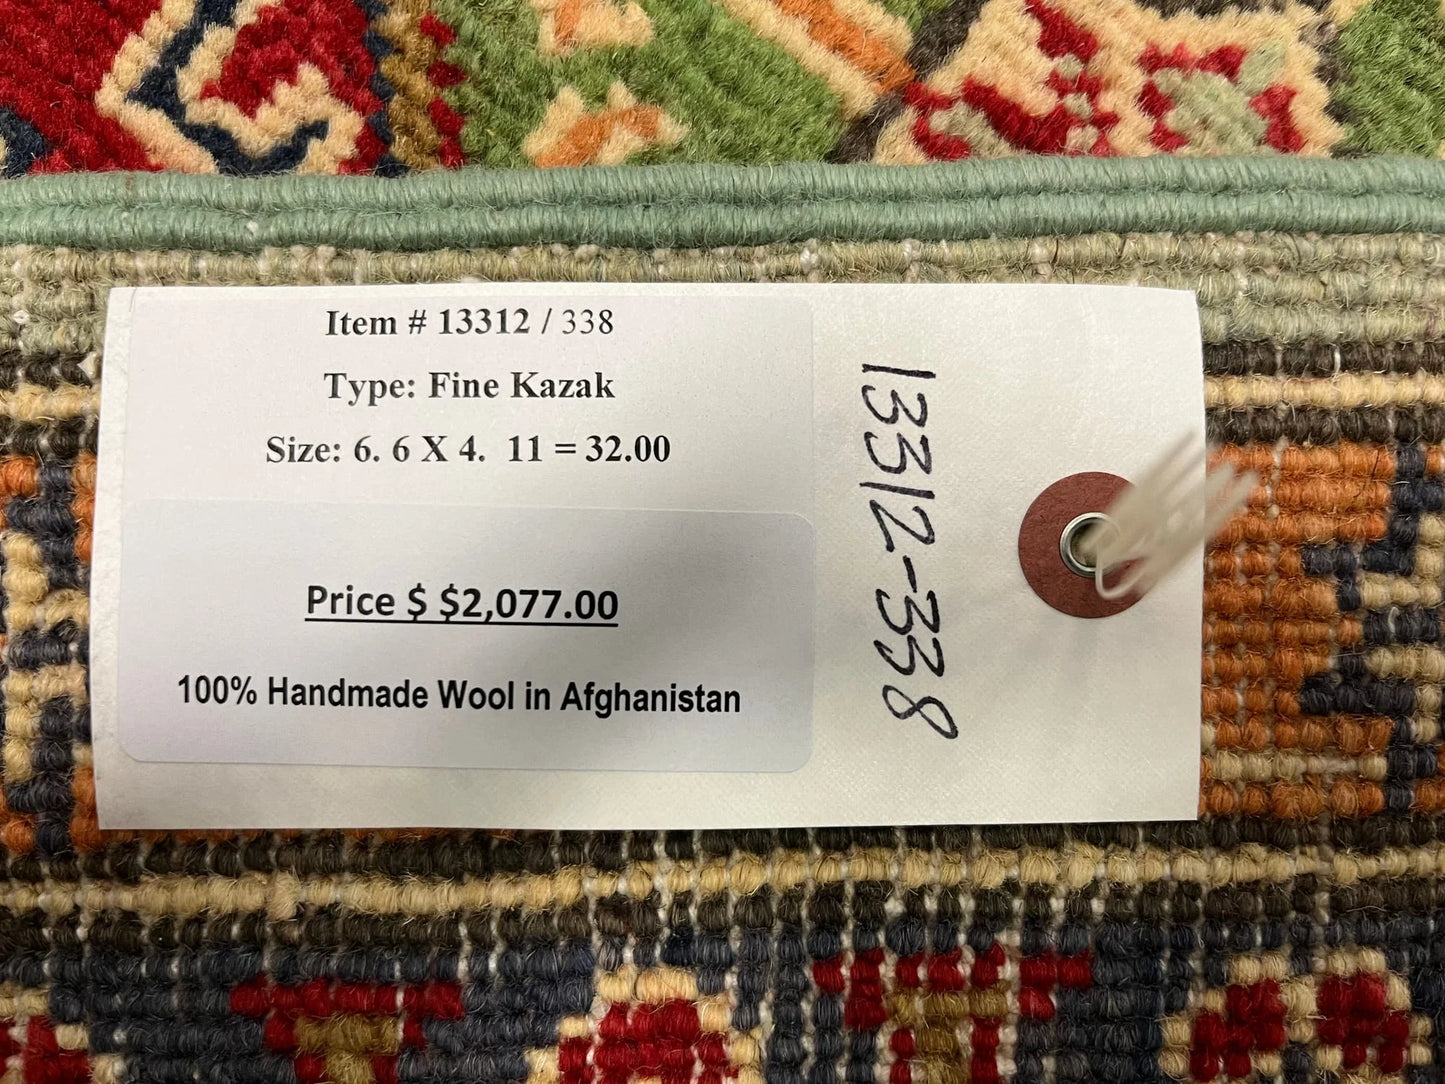 Item # 13312 / 338
Type: Fine Kazak
Size: 6. 6 X 4.  11 = 32.00
Price $ $2,077.00
100% Handmade Wool in Afghanistan
13312-338